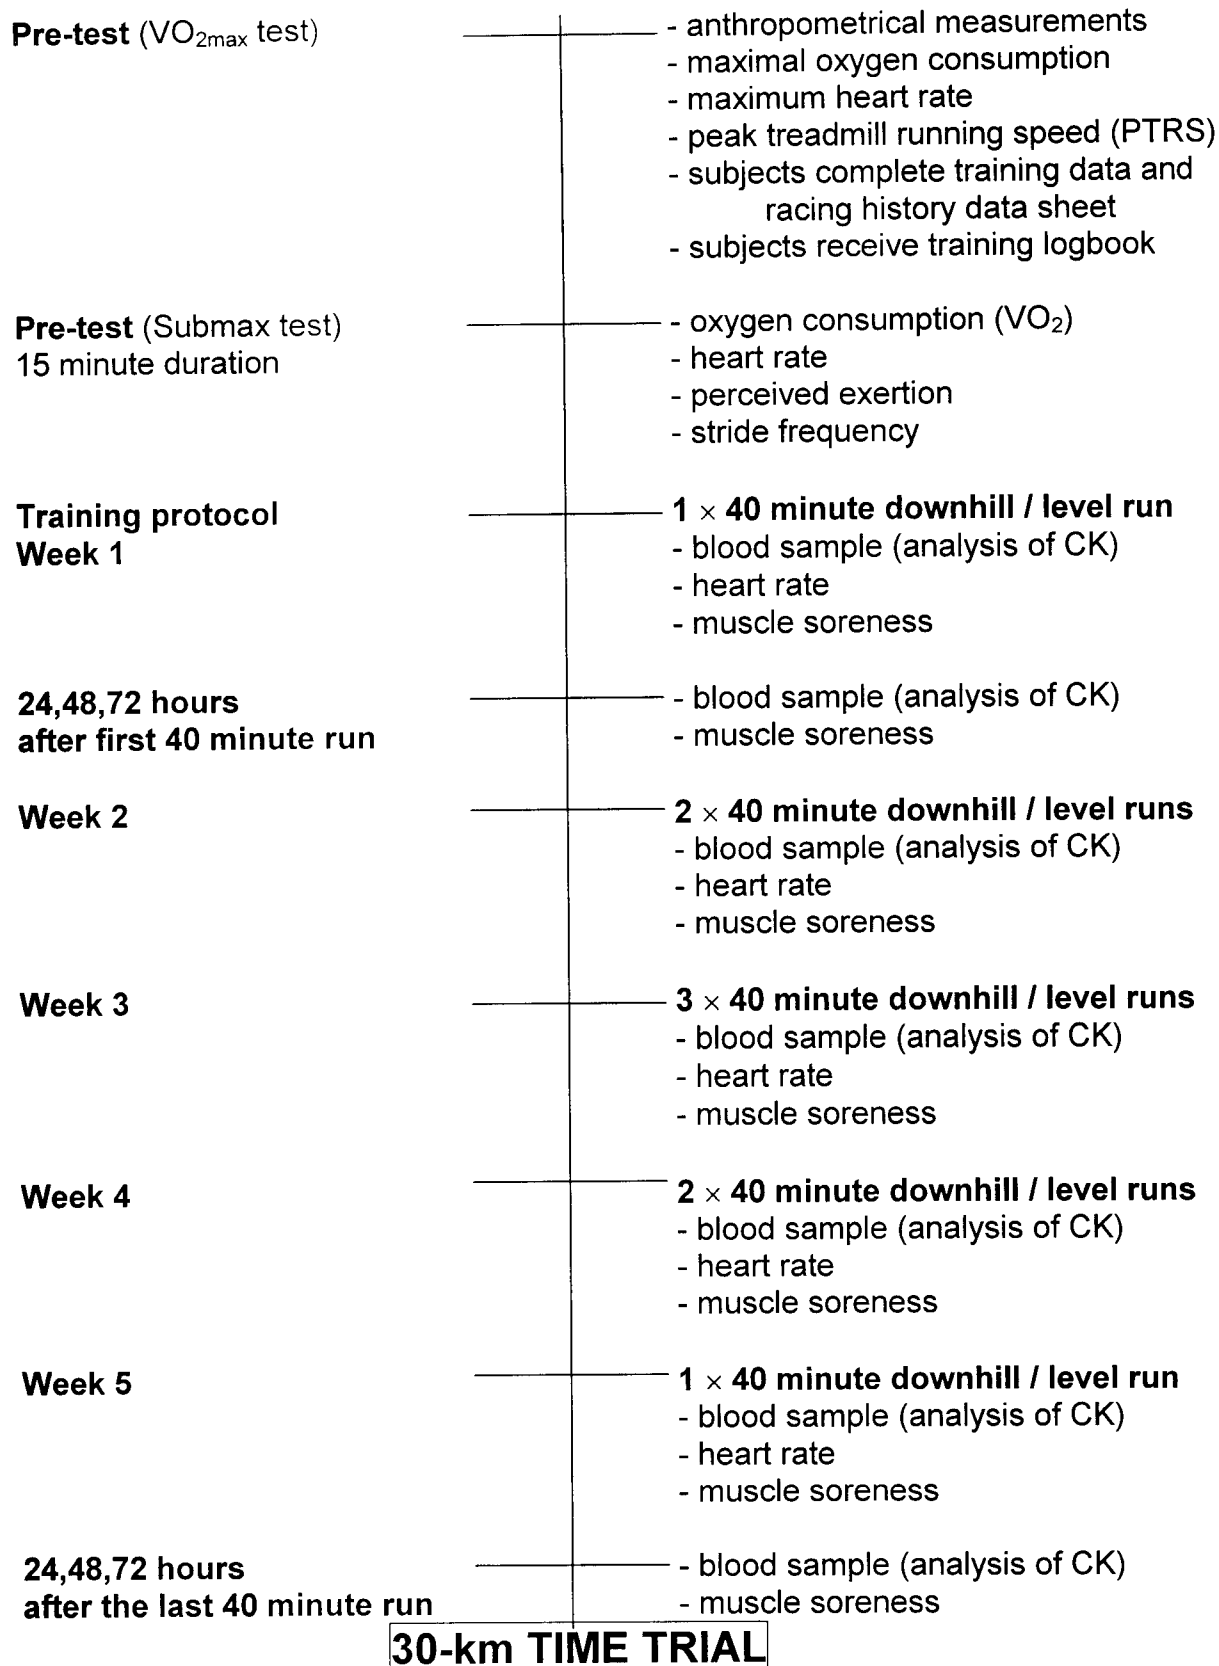 Pre-test (VO2max test)
- anthropometrical measurements
- maximal oxygen consumption
- maximum heart rate
- peak treadmill running speed (PTRS)
- subjects complete training data and
racing history data sheet
- subjects receive training logbook
Pre-test (Submax test)
15 minute duration
- oxygen consumption (VO2)
- heart rate
- perceived exertion
- stride frequency
Training protocol
Week 1
1 × 40 minute downhill / level run
- blood sample (analysis of CK)
- heart rate
- muscle soreness
24,48,72 hours
after first 40 minute run
- blood sample (analysis of CK)
- muscle soreness
Week 2
2 × 40 minute downhill / level runs
- blood sample (analysis of CK)
- heart rate
- muscle soreness
Week 3
3 × 40 minute downhill / level runs
- blood sample (analysis of CK)
- heart rate
- muscle soreness
Week 4
2 × 40 minute downhill / level runs
- blood sample (analysis of CK)
- heart rate
- muscle soreness
Week 5
1 × 40 minute downhill / level run
- blood sample (analysis of CK)
- heart rate
- muscle soreness
24,48,72 hours
after the last 40 minute run
- blood sample (analysis of CK)
- muscle soreness
30-km TIME TRIAL